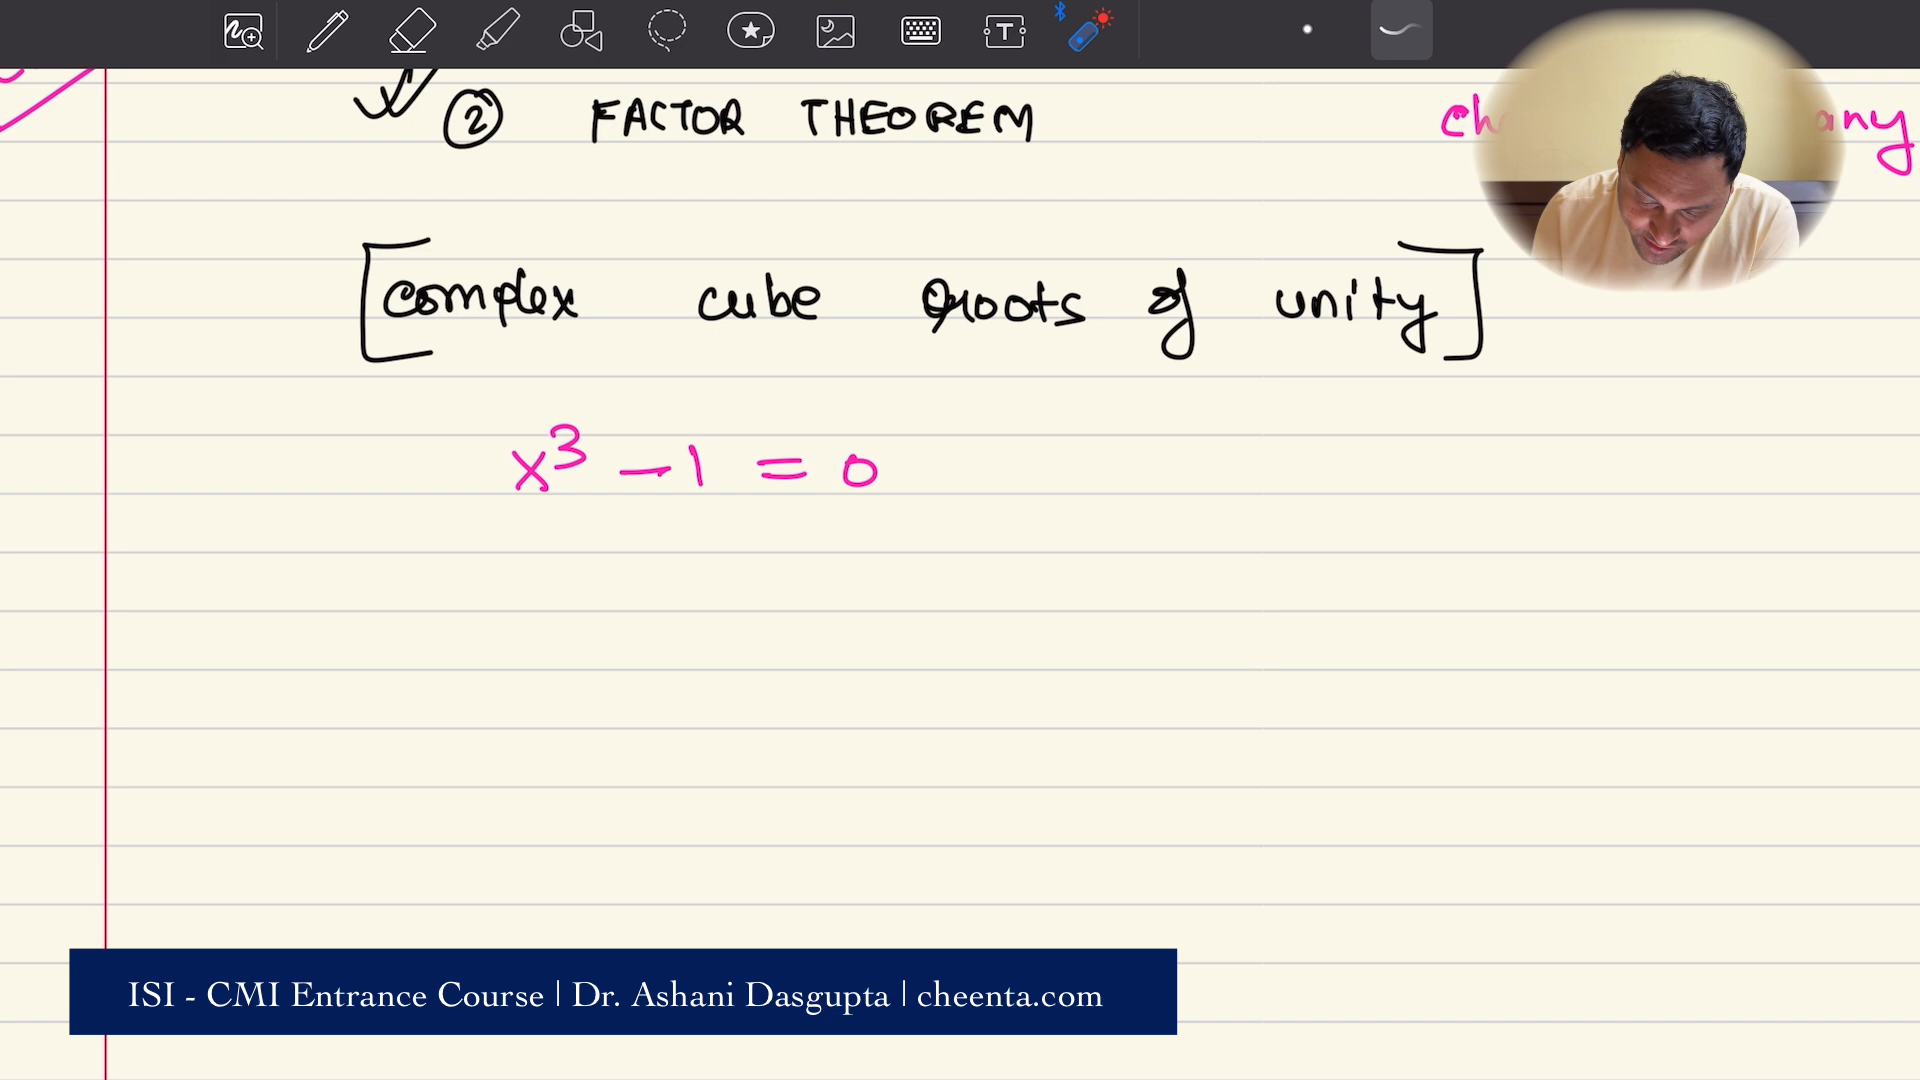 ② FACTOR THEOREM
any
[complex cube roots of unity]
x³ - 1 = 0
ISI - CMI Entrance Course | Dr. Ashani Dasgupta | cheenta.com